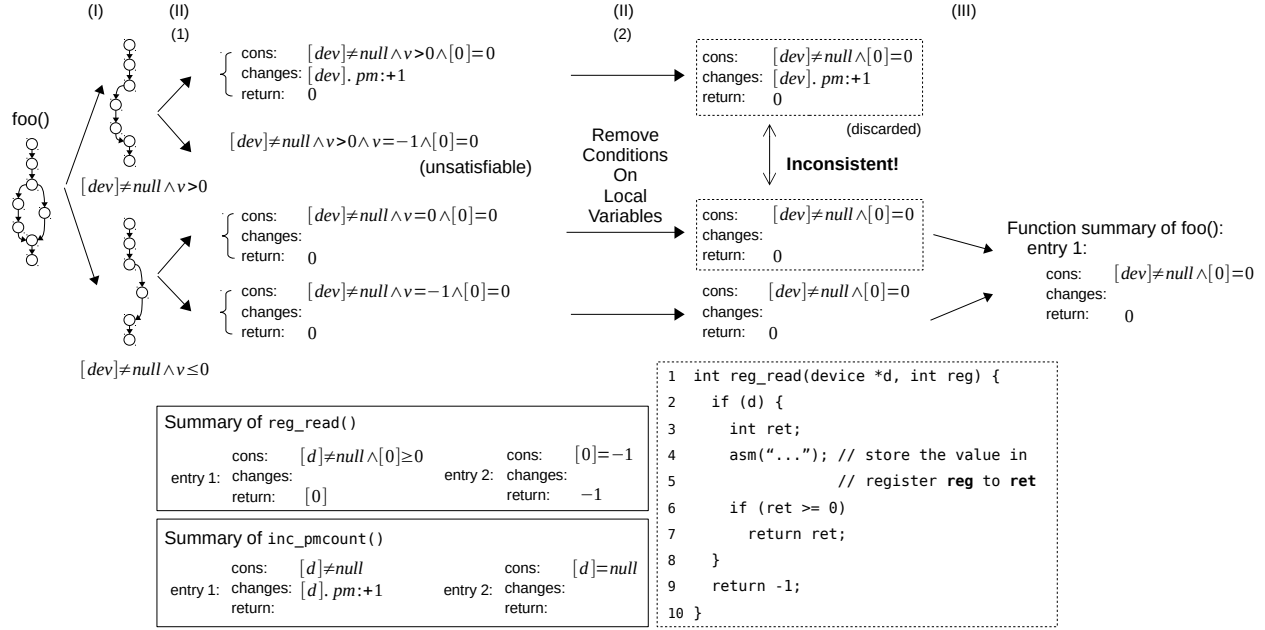 (I) (II) (II) (III)
(1) (2)
foo()
[dev]≠null∧v>0
[dev]≠null∧v≤0
cons: [dev]≠null∧v>0∧[0]=0
changes: [dev].pm:+1
return: 0
[dev]≠null∧v>0∧v=−1∧[0]=0
(unsatisfiable)
cons: [dev]≠null∧v=0∧[0]=0
changes:
return: 0
cons: [dev]≠null∧v=−1∧[0]=0
changes:
return: 0
Remove
Conditions
On
Local
Variables
cons: [dev]≠null∧[0]=0
changes: [dev].pm:+1
return: 0
(discarded)
Inconsistent!
cons: [dev]≠null∧[0]=0
changes:
return: 0
cons: [dev]≠null∧[0]=0
changes:
return: 0
Function summary of foo():
entry 1:
cons: [dev]≠null∧[0]=0
changes:
return: 0
Summary of reg_read()
entry 1:
cons: [d]≠null∧[0]≥0
changes:
return: [0]
entry 2:
cons: [0]=−1
changes:
return: −1
Summary of inc_pmcount()
entry 1:
cons: [d]≠null
changes: [d].pm:+1
return:
entry 2:
cons: [d]=null
changes:
return:
1 int reg_read(device *d, int reg) {
2 if (d) {
3 int ret;
4 asm(“...”); // store the value in
5 // register reg to ret
6 if (ret >= 0)
7 return ret;
8 }
9 return -1;
10 }